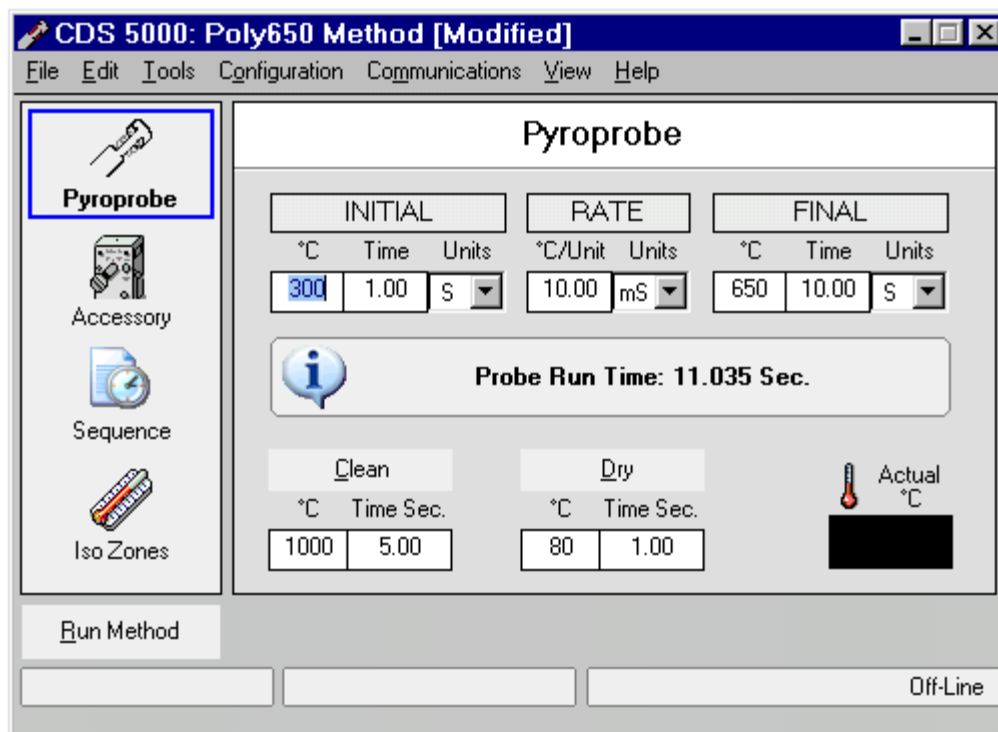 CDS 5000: Poly650 Method [Modified]
File Edit Tools Configuration Communications View Help
Pyroprobe
Accessory
Sequence
Iso Zones
Run Method
Pyroprobe
INITIAL RATE FINAL
°C Time Units °C/Unit Units °C Time Units
300 1.00 S 10.00 mS 650 10.00 S
Probe Run Time: 11.035 Sec.
Clean Dry
°C Time Sec. °C Time Sec.
1000 5.00 80 1.00
Actual
°C
Off-Line